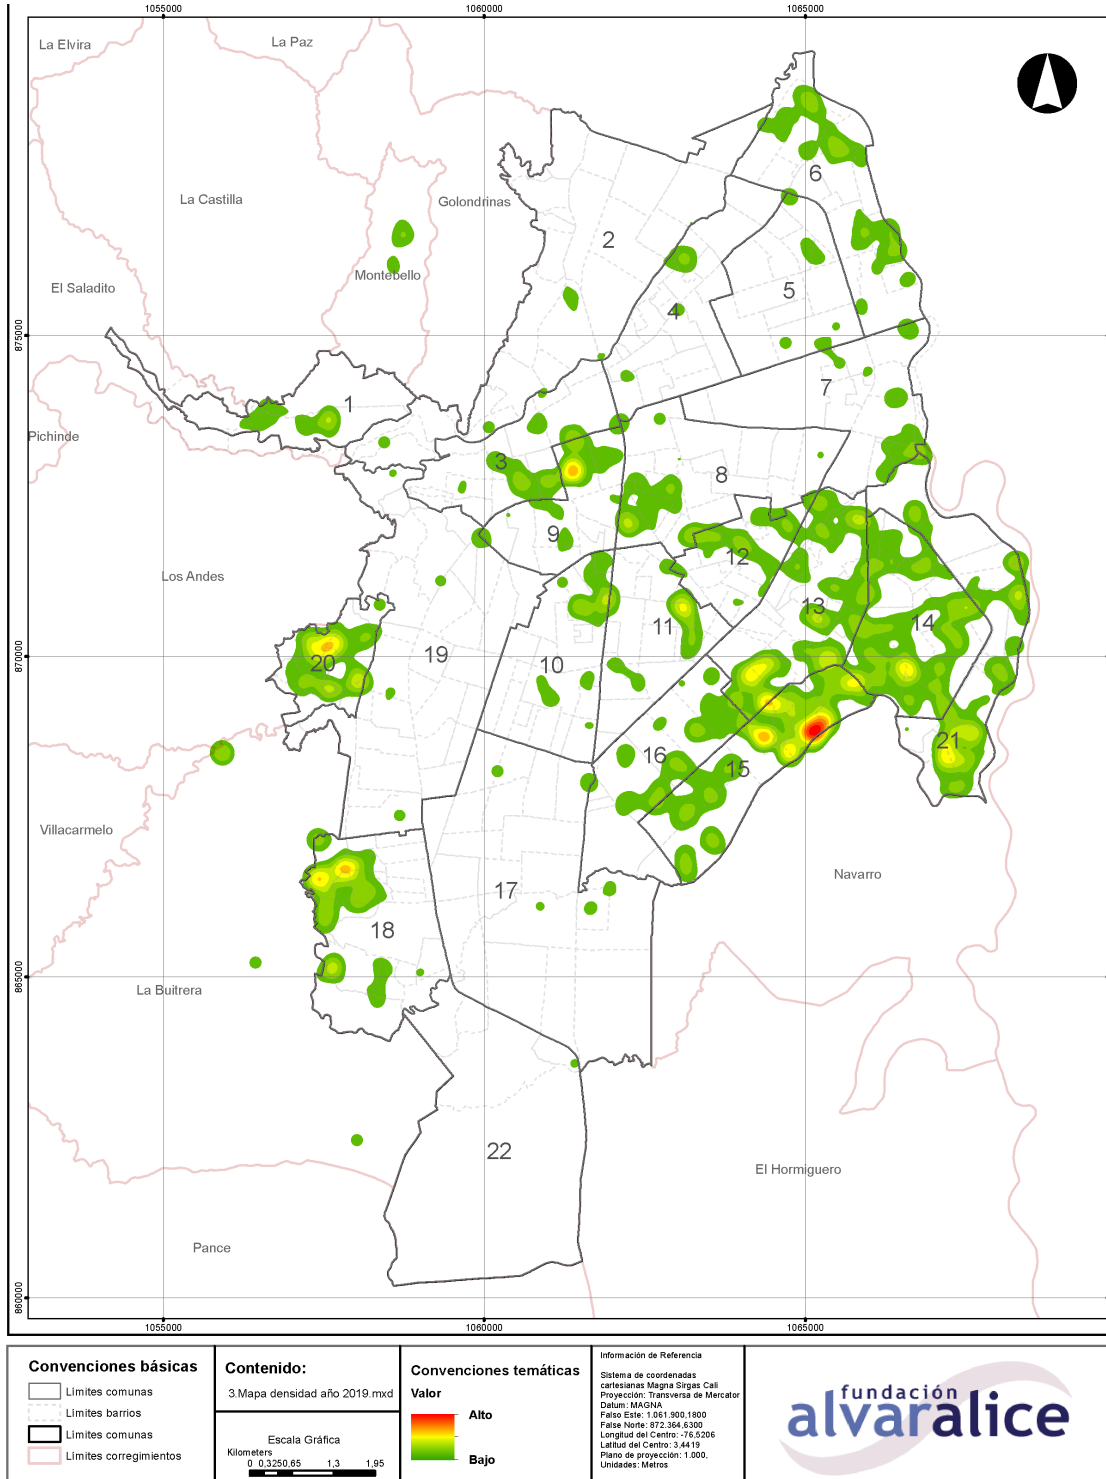 1055000
1060000
1065000
La Elvira
La Paz
La Castilla
Golondrinas
6
2
Montebello
El Saladito
5
4
875000
875000
7
1
Pichinde
3
8
9
12
Los Andes
13
14
11
10
19
20
870000
870000
21
16
15
Villacarmelo
Navarro
17
18
865000
865000
La Buitrera
22
El Hormiguero
Pance
860000
860000
1055000
1060000
1065000
Convenciones básicas
Limites comunas
Limites barrios
Limites comunas
Limites corregimientos
Contenido:
3.Mapa densidad año 2019.mxd
Escala Gráfica
Kilometers
0 0,3250,65 1,3 1,95
Convenciones temáticas
Valor
Alto
Bajo
Información de Referencia
Sistema de coordenadas
cartesianas Magna Sirgas Cali
Proyección: Transversa de Mercator
Datum: MAGNA
Falso Este: 1.061.900,1800
False Norte: 872.364,6300
Longitud del Centro: -76,5206
Latitud del Centro: 3,4419
Plano de proyección: 1.000,
Unidades: Metros
fundación
alvaralice